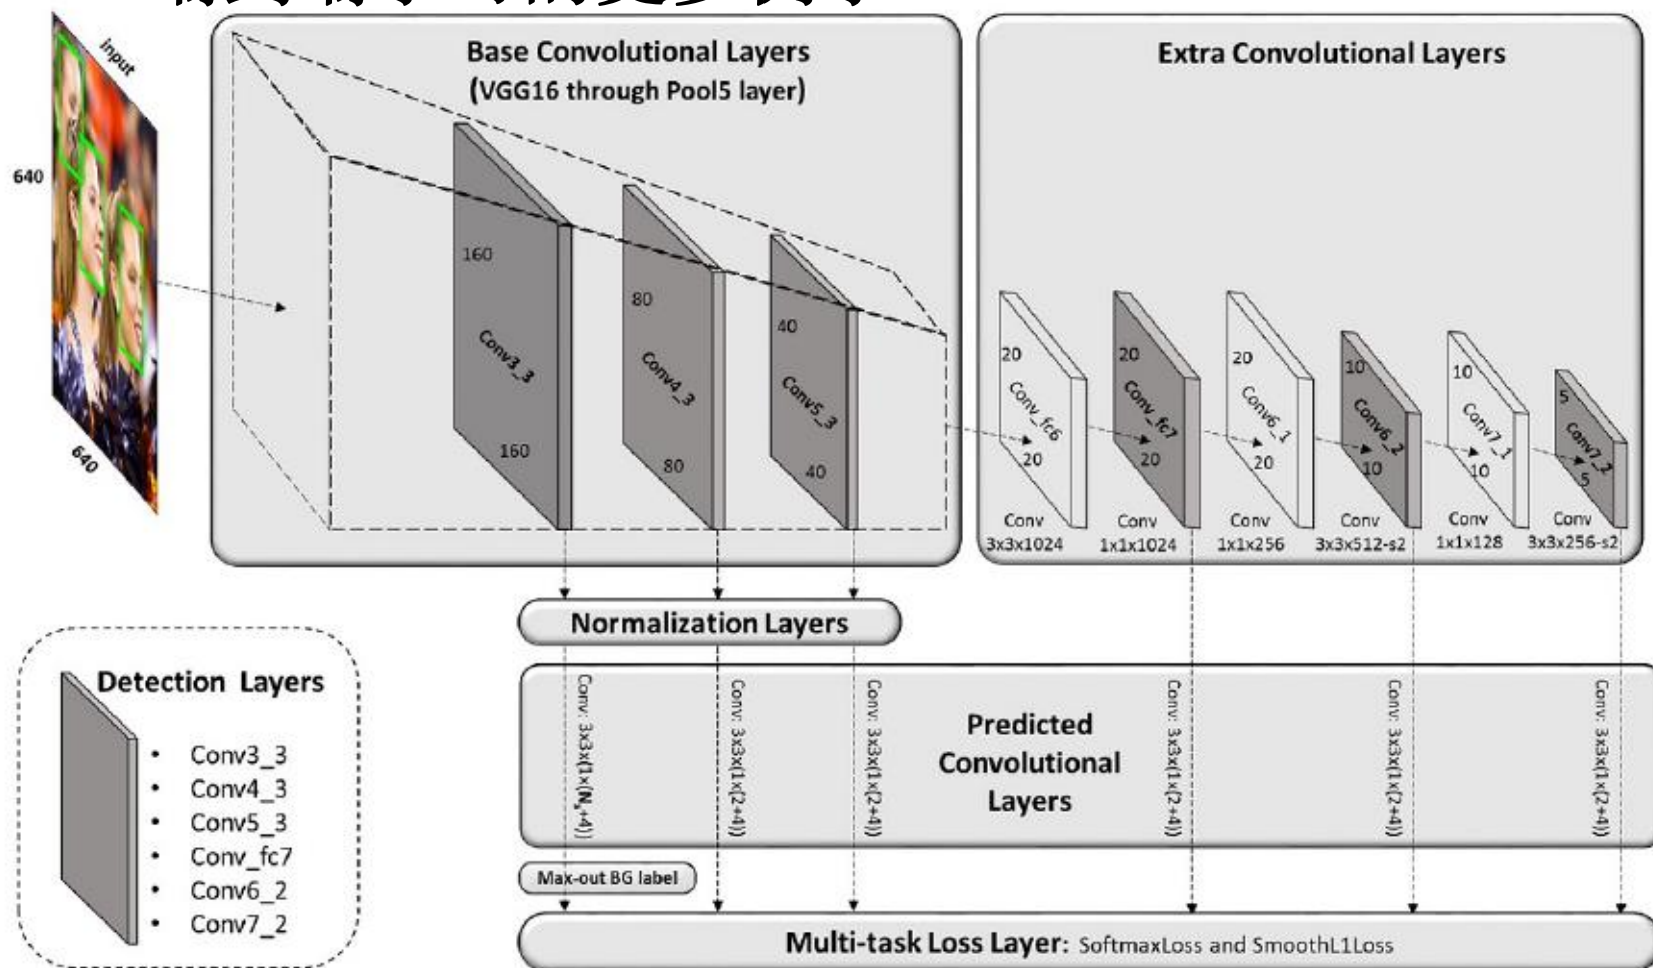 input
640
640
Base Convolutional Layers
(VGG16 through Pool5 layer)
160
Conv3_3
160
80
Conv4_3
80
40
Conv5_3
40
Extra Convolutional Layers
20
Conv_fc6
20
Conv
3x3x1024
20
Conv_fc7
20
Conv
1x1x1024
20
Conv6_1
20
Conv
1x1x256
10
Conv6_2
10
Conv
3x3x512-s2
10
Conv7_1
10
Conv
1x1x128
5
Conv7_2
5
Conv
3x3x256-s2
Normalization Layers
Detection Layers
• Conv3_3
• Conv4_3
• Conv5_3
• Conv_fc7
• Conv6_2
• Conv7_2
Conv: 3x3x(1x(Ns+4))
Conv: 3x3x(1x(2+4))
Conv: 3x3x(1x(2+4))
Predicted
Convolutional
Layers
Conv: 3x3x(1x(2+4))
Conv: 3x3x(1x(2+4))
Conv: 3x3x(1x(2+4))
Max-out BG label
Multi-task Loss Layer: SoftmaxLoss and SmoothL1Loss